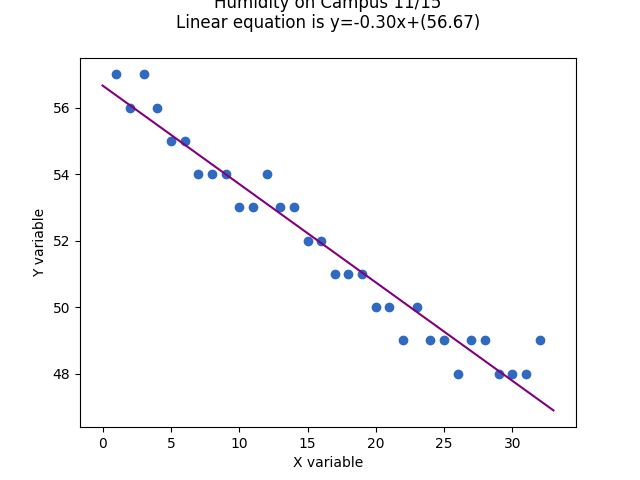 Humidity on Campus 11/15
Linear equation is y=-0.30x+(56.67)
56
54
52
50
48
Y variable
0 5 10 15 20 25 30
X variable